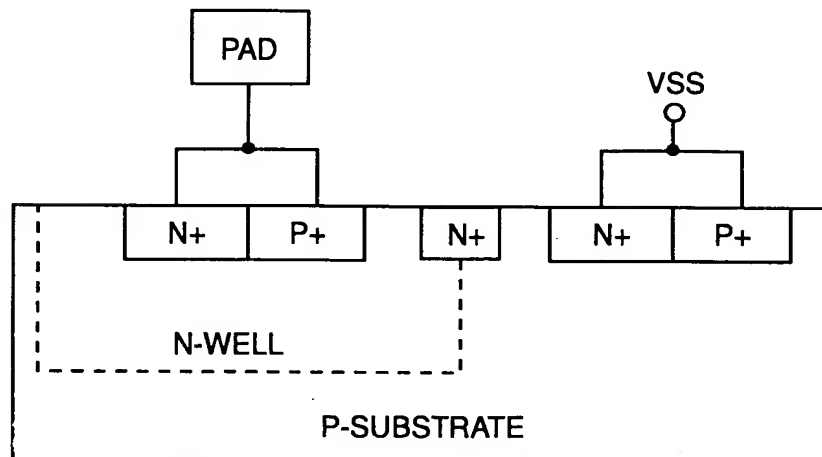 PAD
VSS
N+ P+ N+ N+ P+
N-WELL
P-SUBSTRATE